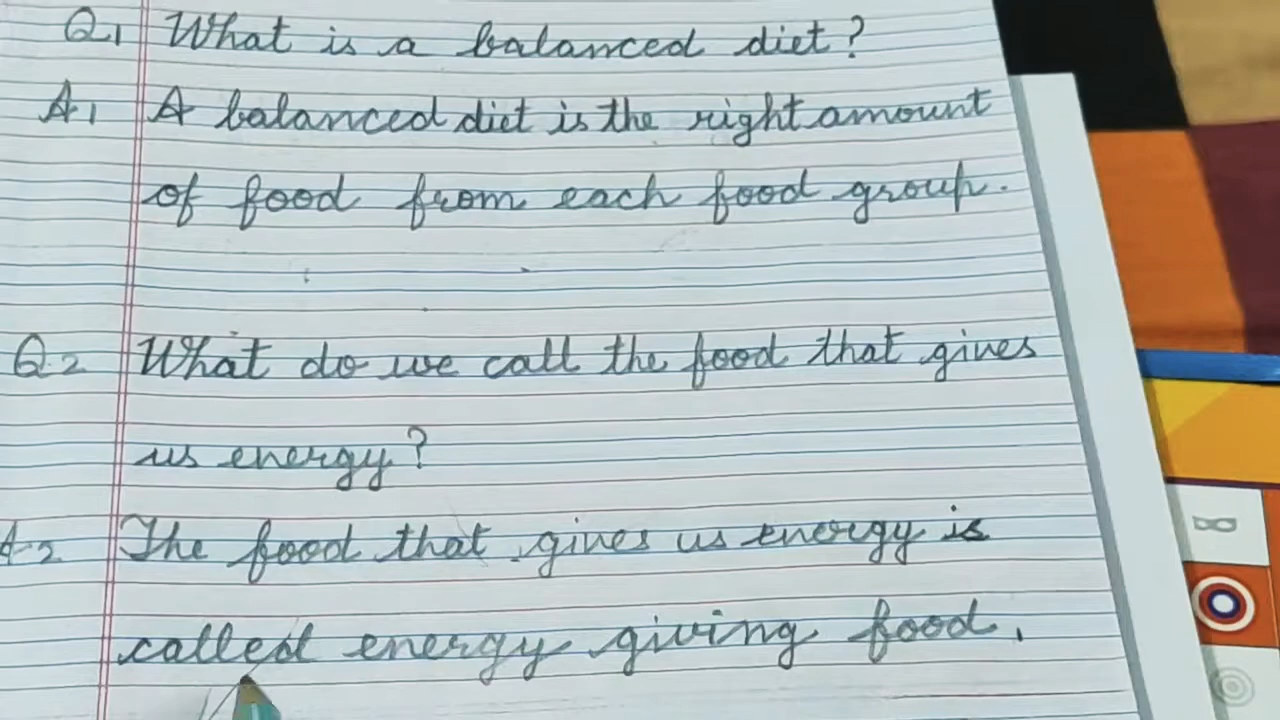 Q1 What is a balanced diet?
A1 A balanced diet is the right amount
of food from each food group.
Q2 What do we call the food that gives
us energy?
A2 The food that gives us energy is
called energy giving food.